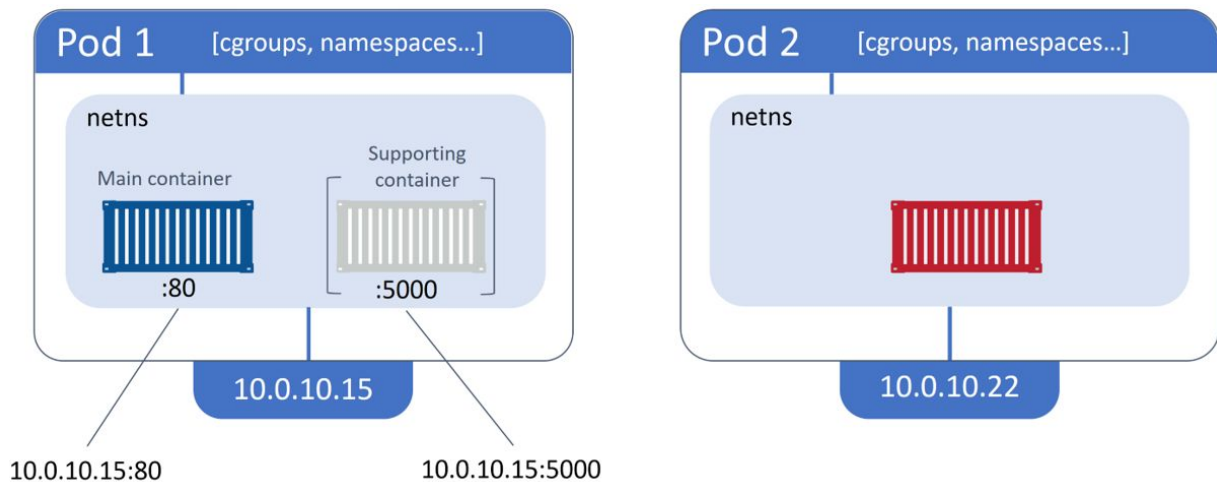 Pod 1 [cgroups, namespaces...]
netns
Main container
Supporting
container
:80
:5000
10.0.10.15
10.0.10.15:80
10.0.10.15:5000
Pod 2 [cgroups, namespaces...]
netns
10.0.10.22